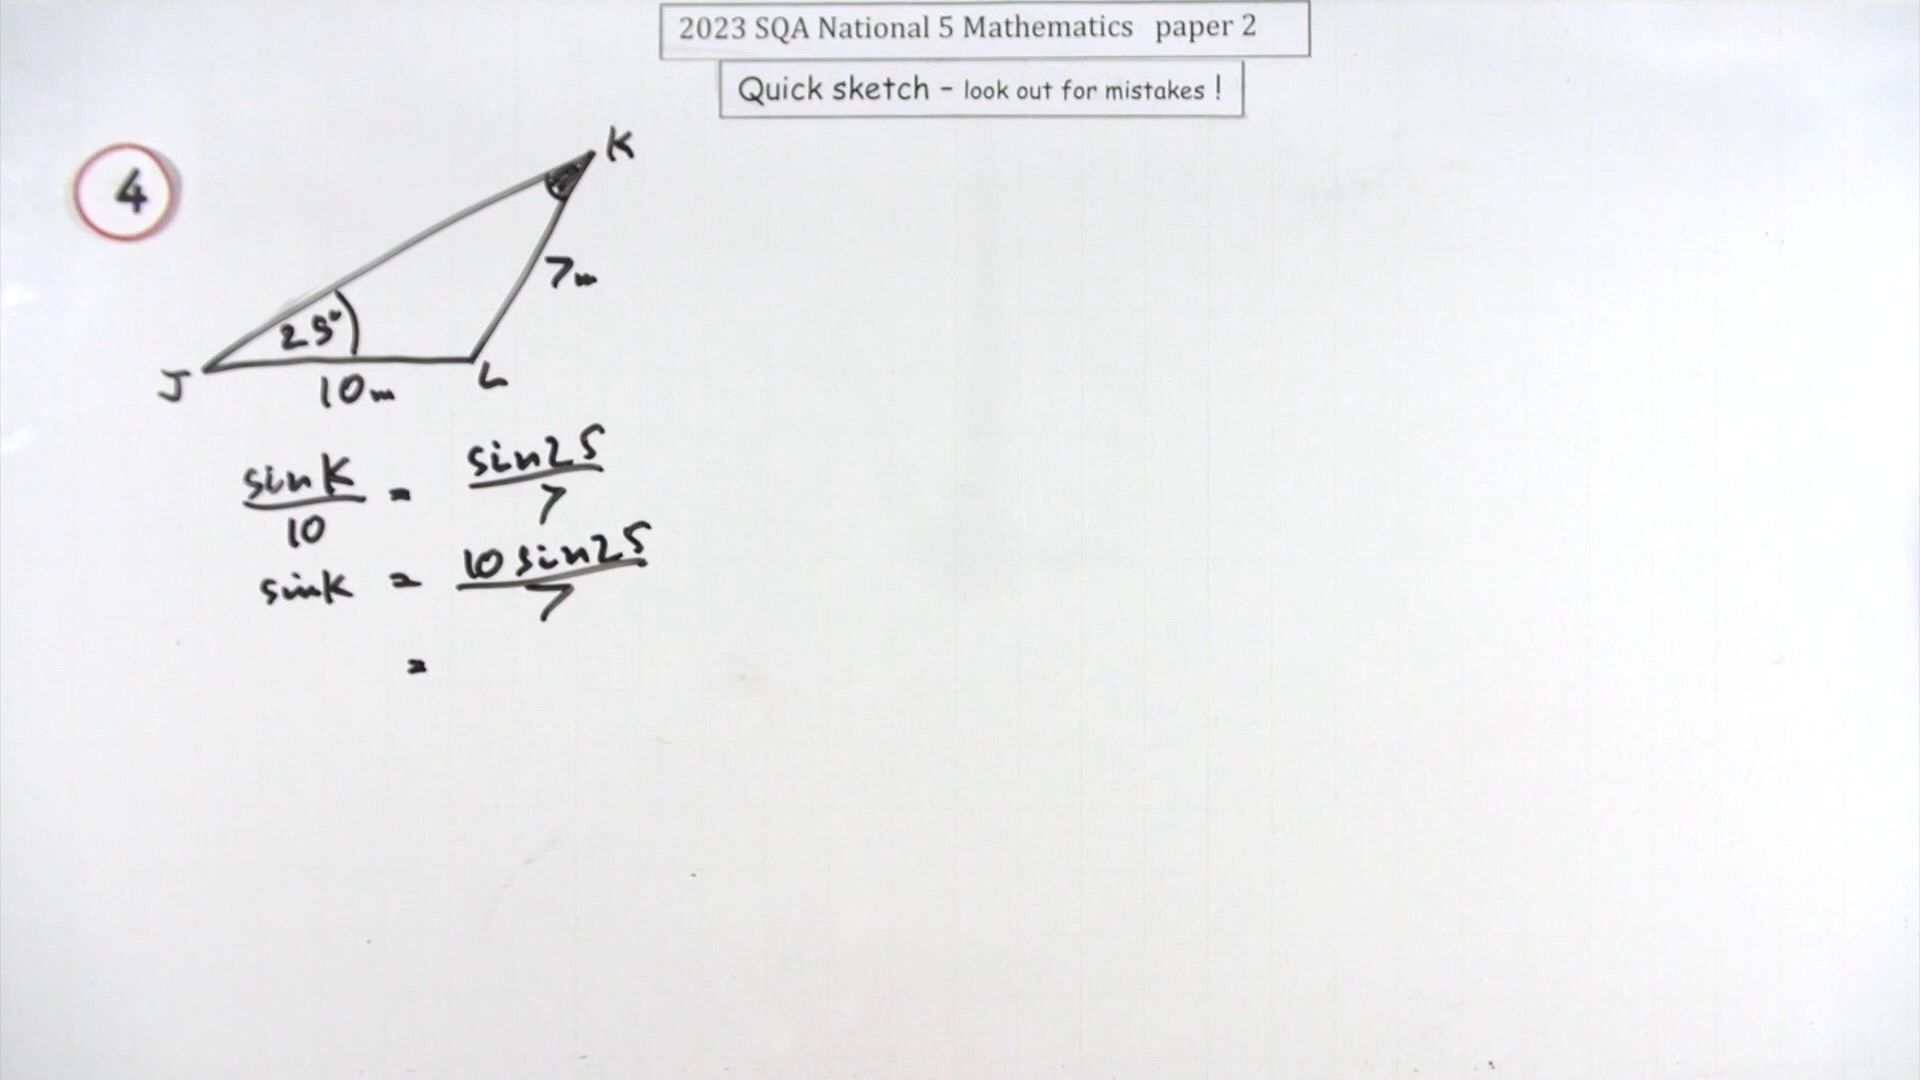 2023 SQA National 5 Mathematics paper 2
Quick sketch – look out for mistakes !
4
K
7m
25°
J
10m
L
sinK/10 = sin25/7
sinK = 10sin25/7
=